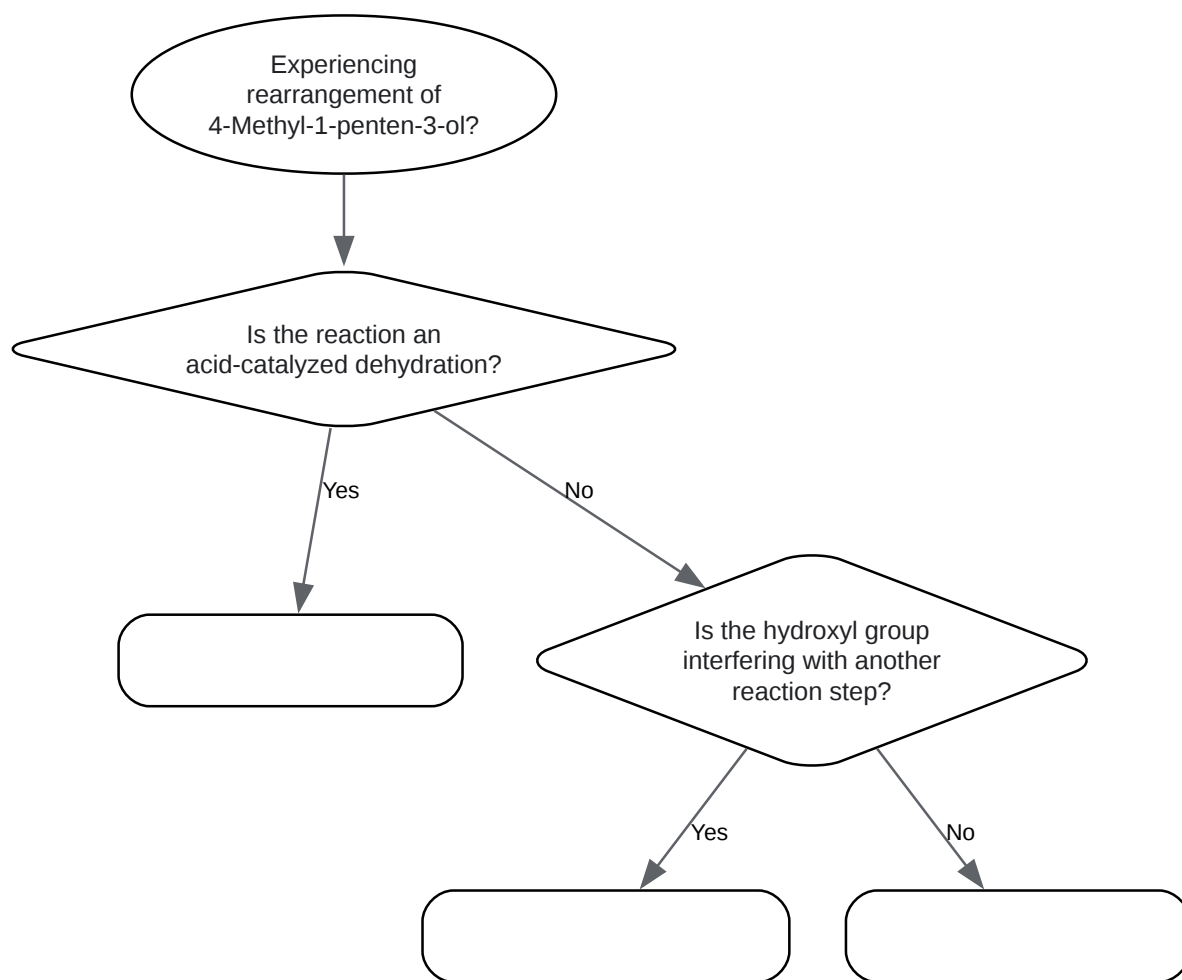 Experiencing
rearrangement of
4-Methyl-1-penten-3-ol?
Is the reaction an
acid-catalyzed dehydration?
Yes
No
Is the hydroxyl group
interfering with another
reaction step?
Yes
No